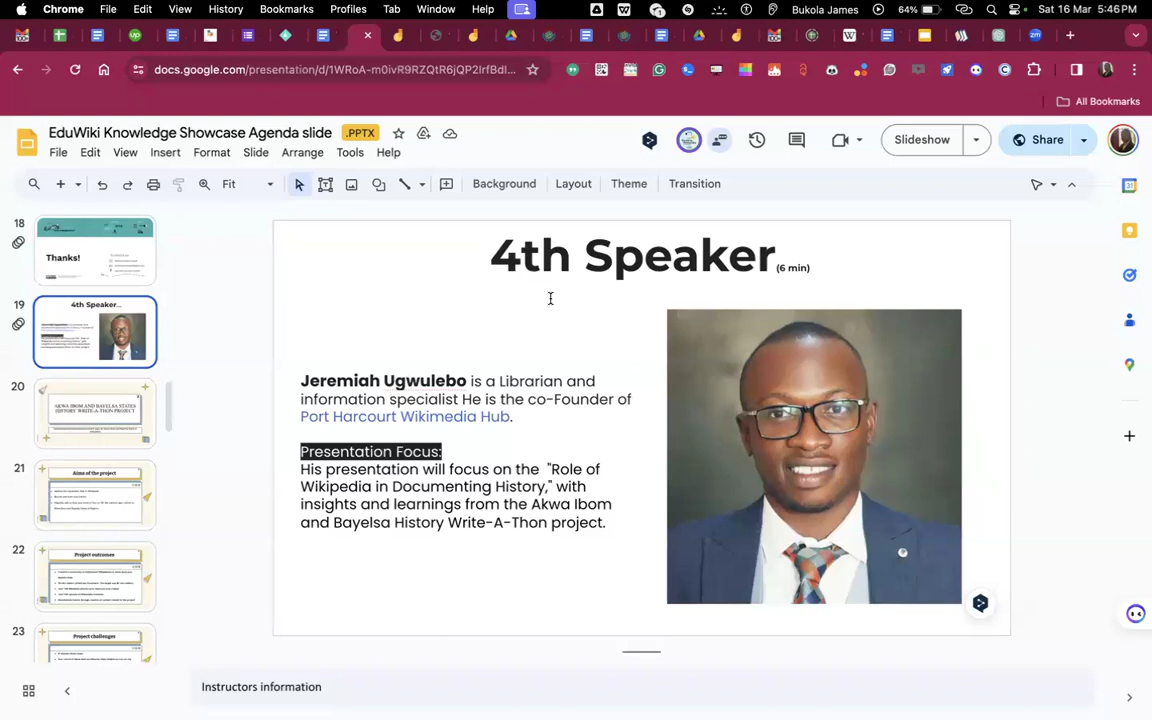 Chrome File Edit View History Bookmarks Profiles Tab Window Help Bukola James 64% Sat 16 Mar 5:46PM
docs.google.com/presentation/d/1WRoA-m0ivR9RZQtR6jQP2IrfBdI...
All Bookmarks
EduWiki Knowledge Showcase Agenda slide .PPTX
Slideshow
Share
File Edit View Insert Format Slide Arrange Tools Help
Fit Background Layout Theme Transition
18
Thanks!
19
4th Speaker...
20
AKWA IBOM AND BAYELSA STATES
HISTORY WRITE-A-THON PROJECT
21
Aims of the project
22
Project outcomes
23
Project challenges
4th Speaker (6 min)
Jeremiah Ugwulebo is a Librarian and
information specialist He is the co-Founder of
Port Harcourt Wikimedia Hub.
Presentation Focus:
His presentation will focus on the "Role of
Wikipedia in Documenting History," with
insights and learnings from the Akwa Ibom
and Bayelsa History Write-A-Thon project.
Instructors information